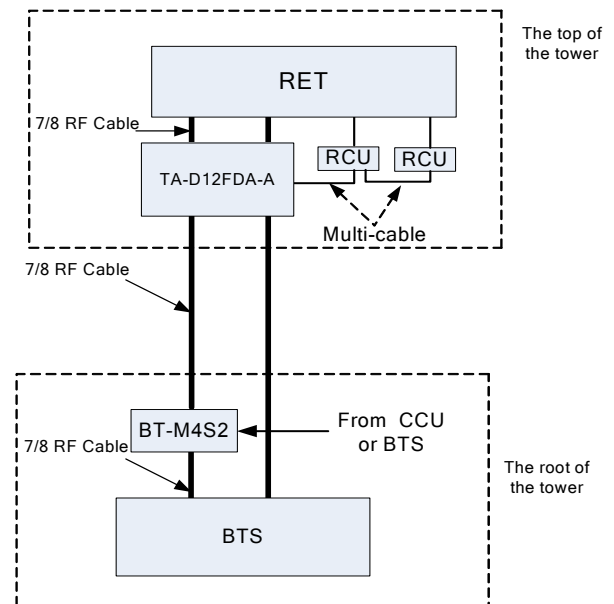 The top of
the tower
RET
7/8 RF Cable
RCU
RCU
TA-D12FDA-A
Multi-cable
7/8 RF Cable
BT-M4S2
From CCU
or BTS
7/8 RF Cable
The root of
the tower
BTS